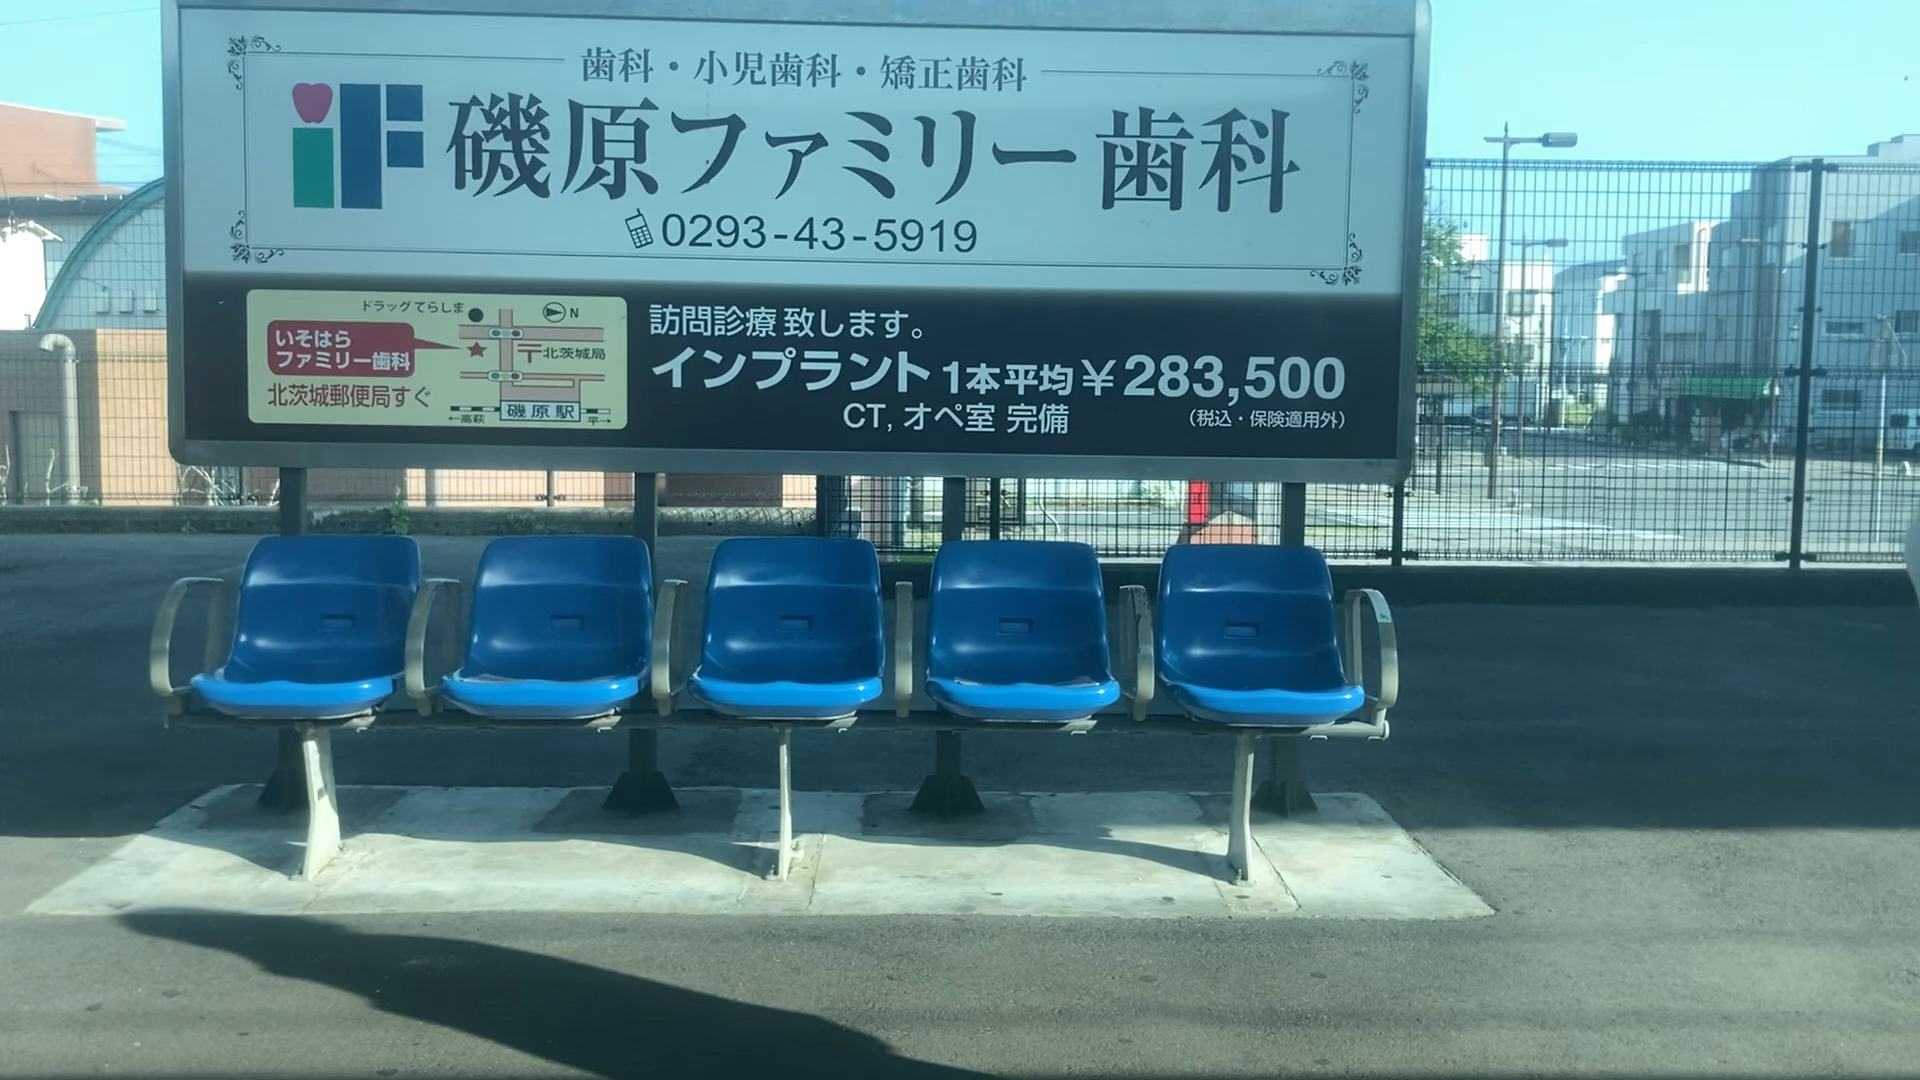 歯科・小児歯科・矯正歯科
iF 磯原ファミリー歯科
0293-43-5919
ドラッグてらしま
N
いそはら
ファミリー歯科
〒北茨城局
北茨城郵便局すぐ
磯原駅
←高萩
平→
訪問診療 致します。
インプラント 1本平均 ¥283,500
CT, オペ室 完備
(税込・保険適用外)